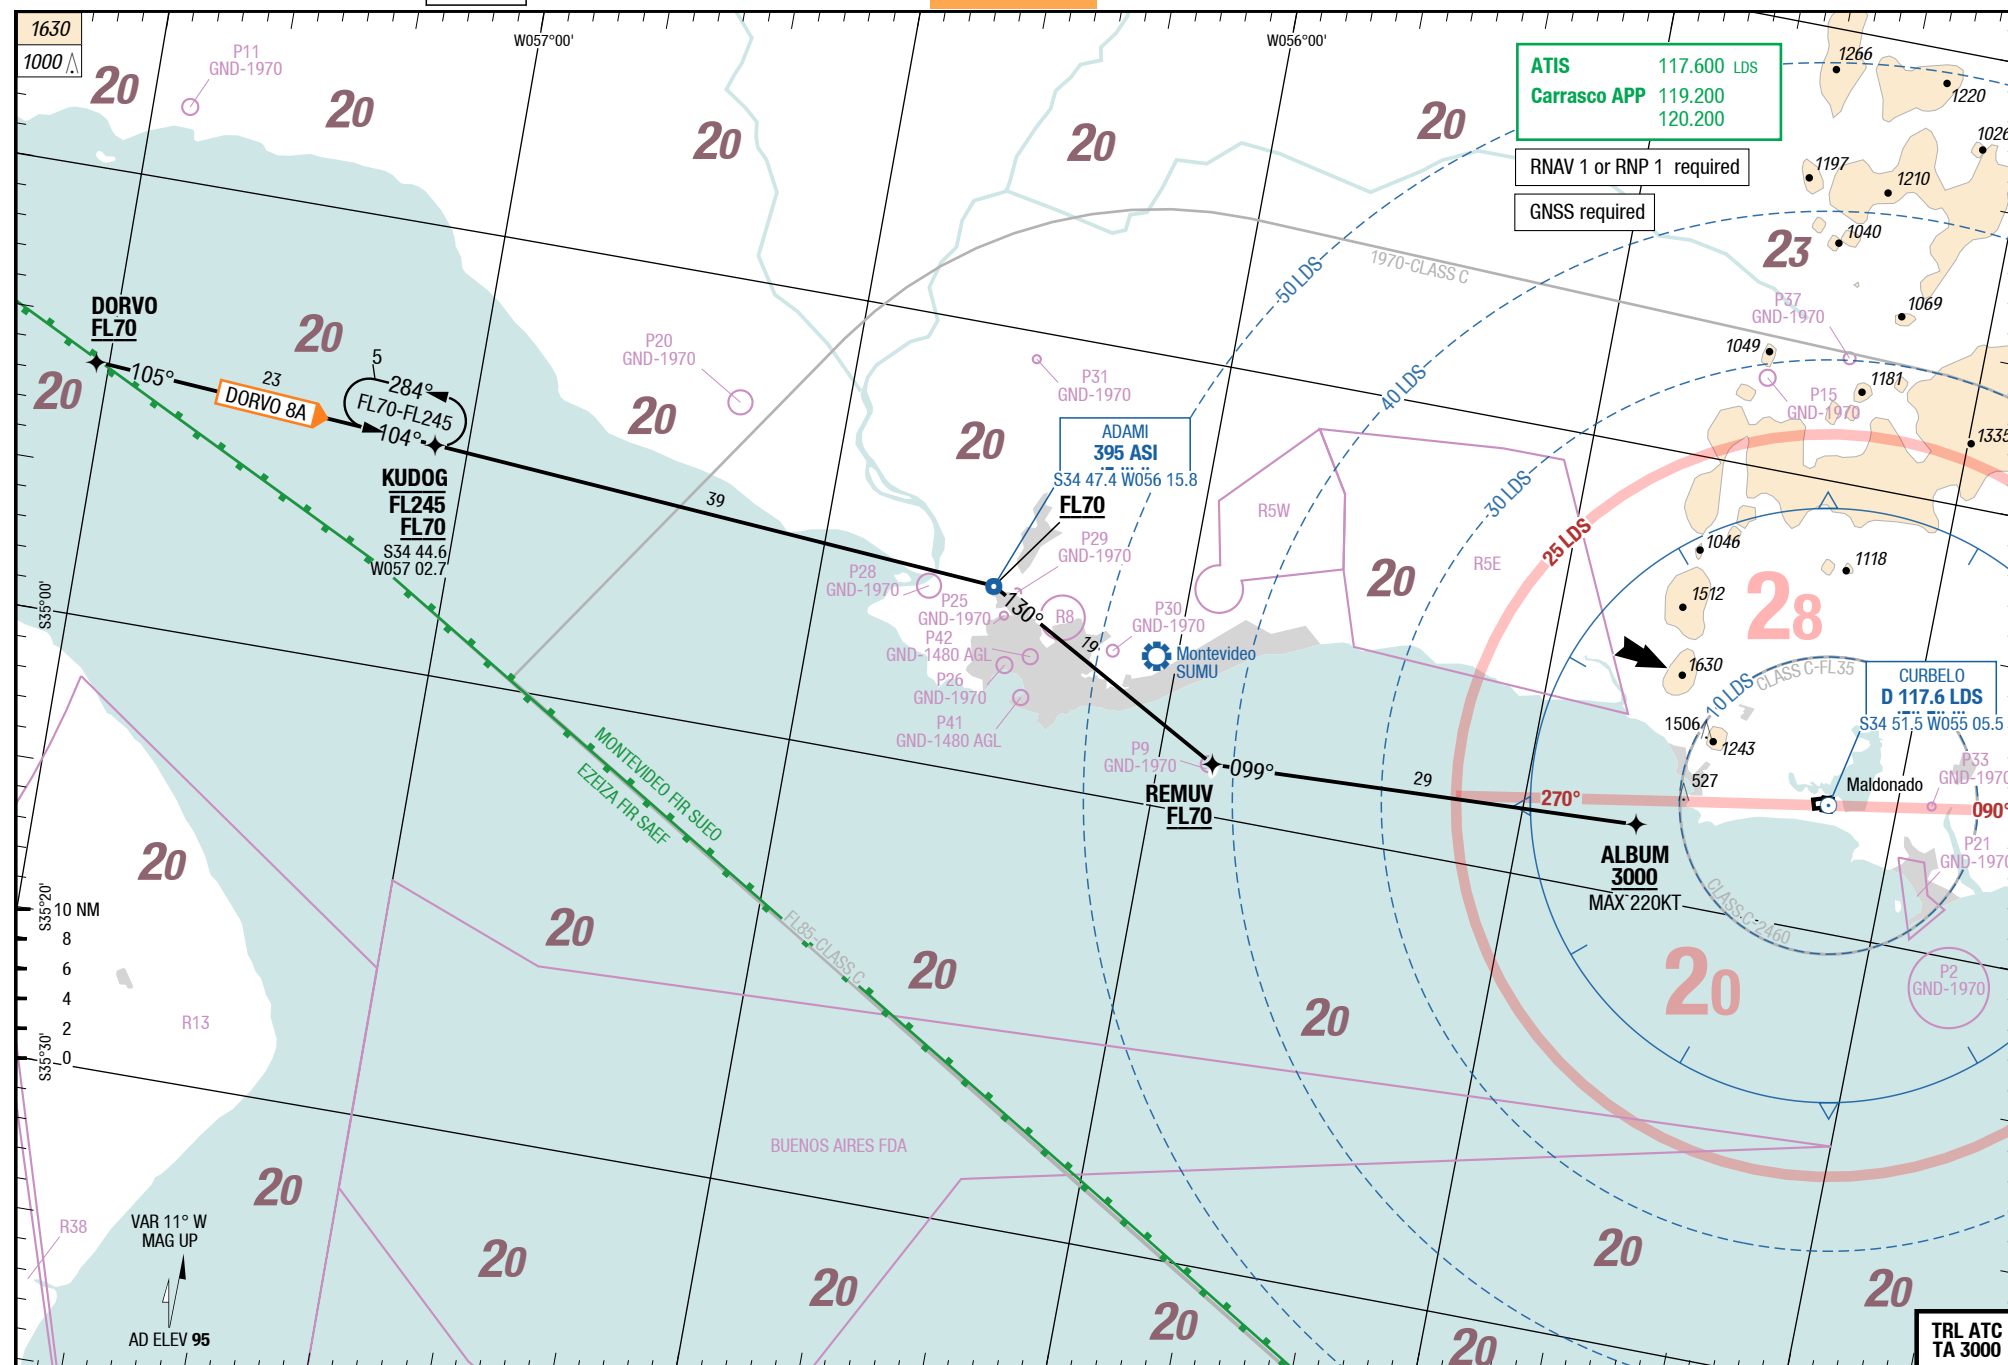 1630
1000
P11
GND-1970
20
20
20
20
20
W057°00'
W056°00'
ATIS 117.600 LDS
Carrasco APP 119.200
120.200
RNAV 1 or RNP 1 required
GNSS required
1266
1220
1026
1197
1210
1040
23
1069
P37
GND-1970
1049
1181
P15
GND-1970
1335
50 LDS
1970-CLASS C
40 LDS
30 LDS
25 LDS
DORVO
FL70
20
20
105°
23
DORVO 8A
5
284°
FL70-FL245
104°
KUDOG
FL245
FL70
S34 44.6
W057 02.7
P20
GND-1970
20
39
P31
GND-1970
20
ADAMI
395 ASI
S34 47.4 W056 15.8
FL70
R5W
R5E
20
P29
GND-1970
P28
GND-1970
P25
GND-1970
130°
R8
P30
GND-1970
P42
GND-1480 AGL
19
Montevideo
SUMU
P26
GND-1970
P41
GND-1480 AGL
P9
GND-1970
REMUV
FL70
099°
29
1046
1118
1512
28
1630
CLASS C-FL35
10 LDS
CURBELO
D 117.6 LDS
S34 51.5 W055 05.5
1506
1243
527
Maldonado
P33
GND-1970
270°
090°
ALBUM
3000
MAX 220KT
P21
GND-1970
CLASS C-2460
P2
GND-1970
20
S35°00'
MONTEVIDEO FIR SUEO
EZEIZA FIR SAEF
FL85-CLASS C
20
20
20
20
S35°20'
10 NM
8
6
4
2
0
S35°30'
R13
BUENOS AIRES FDA
20
R38
VAR 11° W
MAG UP
AD ELEV 95
20
20
20
20
20
20
TRL ATC
TA 3000